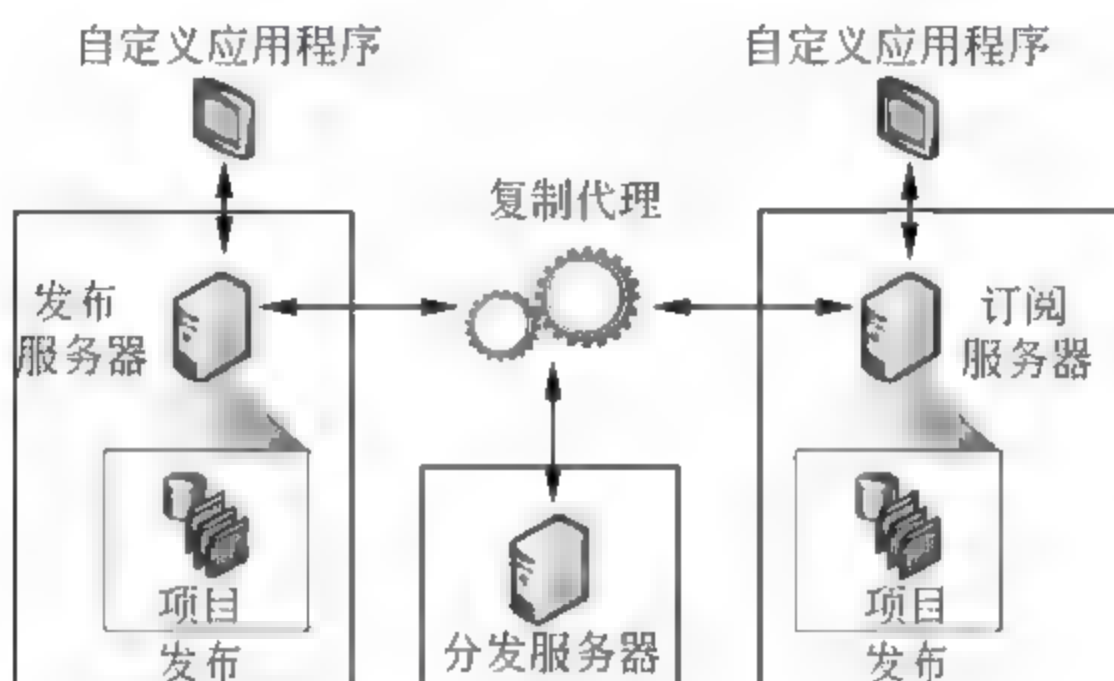 自定义应用程序
自定义应用程序
复制代理
发布
服务器
订阅
服务器
项目
发布
分发服务器
项目
发布